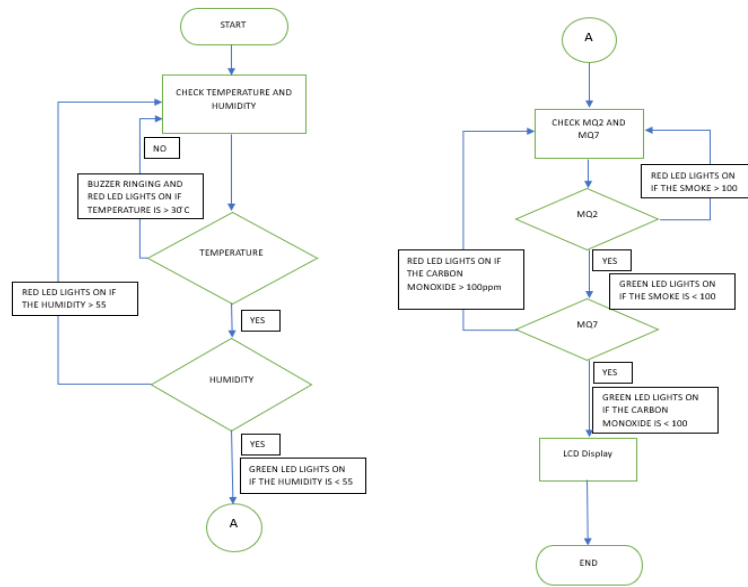 START
CHECK TEMPERATURE AND
HUMIDITY
NO
BUZZER RINGING AND
RED LED LIGHTS ON IF
TEMPERATURE IS > 30°C
TEMPERATURE
RED LED LIGHTS ON IF
THE HUMIDITY > 55
YES
HUMIDITY
YES
GREEN LED LIGHTS ON
IF THE HUMIDITY IS < 55
A
A
CHECK MQ2 AND
MQ7
RED LED LIGHTS ON
IF THE SMOKE > 100
MQ2
RED LED LIGHTS ON IF
THE CARBON
MONOXIDE > 100ppm
YES
GREEN LED LIGHTS ON
IF THE SMOKE IS < 100
MQ7
YES
GREEN LED LIGHTS ON
IF THE CARBON
MONOXIDE IS < 100
LCD Display
END